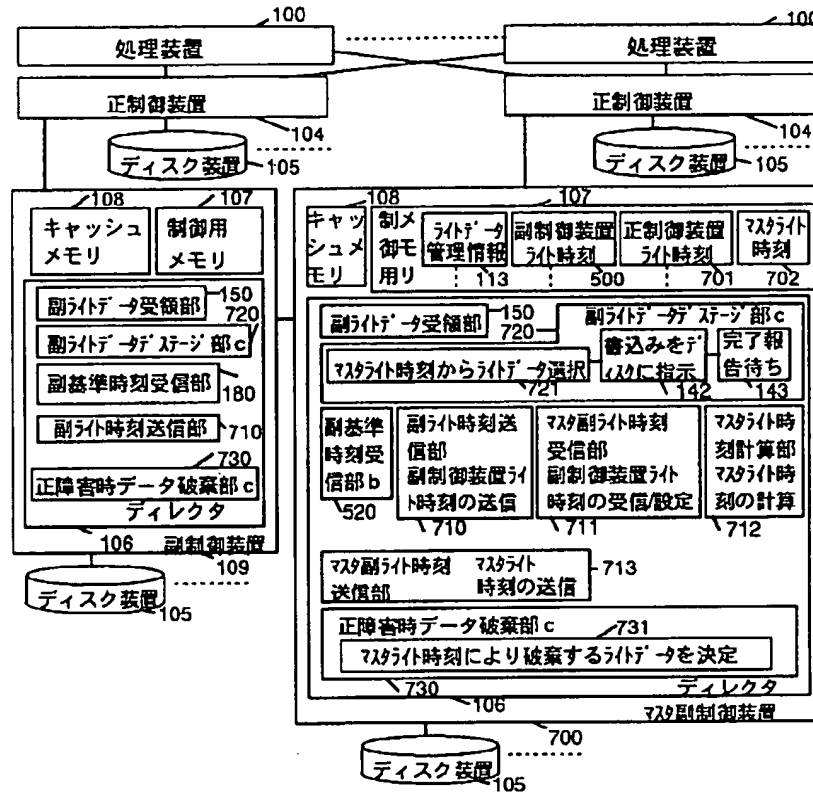 100
処理装置
正制御装置
104
ディスク装置
105
100
処理装置
正制御装置
104
ディスク装置
105
108
107
キャッシュ
メモリ
制御用
メモリ
副ライトデータ受領部
150
720
副ライトデータデステージ部c
副基準時刻受信部
180
副ライト時刻送信部
710
730
正障害時データ破棄部c
ディレクタ
106
副制御装置
109
ディスク装置
105
108
107
キャッ
シュメ
モリ
制メ
御モ
用リ
ライトデータ
管理情報
113
副制御装置
ライト時刻
500
正制御装置
ライト時刻
701
マスタライト
時刻
702
副ライトデータ受領部
150
720
副ライトデータデステージ部c
マスタライト時刻からライトデータ選択
721
書込みをデ
ィスクに指示
142
完了報
告待ち
143
副基準
時刻受
信部b
520
副ライト時刻送
信部
副制御装置ライ
ト時刻の送信
710
マスタ副ライト時刻
受信部
副制御装置ライト
時刻の受信/設定
711
マスタライト時
刻計算部
マスタライト時
刻の計算
712
マスタ副ライト時刻
送信部
マスタライト
時刻の送信
713
正障害時データ破棄部c
731
マスタライト時刻により破棄するライトデータを決定
730
ディレクタ
106
マスタ副制御装置
700
ディスク装置
105